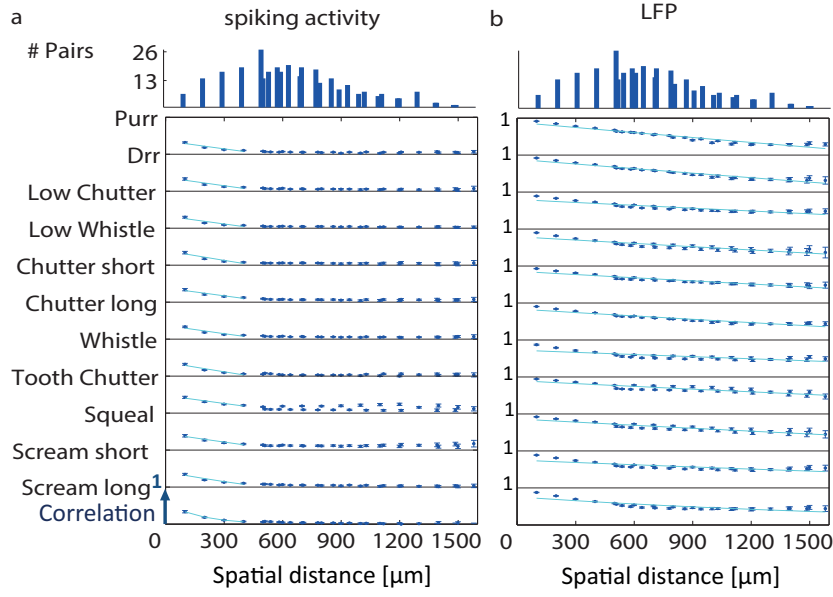 a
spiking activity
b
LFP
# Pairs
26
13
Purr
Drr
Low Chutter
Low Whistle
Chutter short
Chutter long
Whistle
Tooth Chutter
Squeal
Scream short
Scream long
1
Correlation
0 300 600 900 1200 1500
Spatial distance [µm]
1
1
1
1
1
1
1
1
1
1
1
0 300 600 900 1200 1500
Spatial distance [µm]